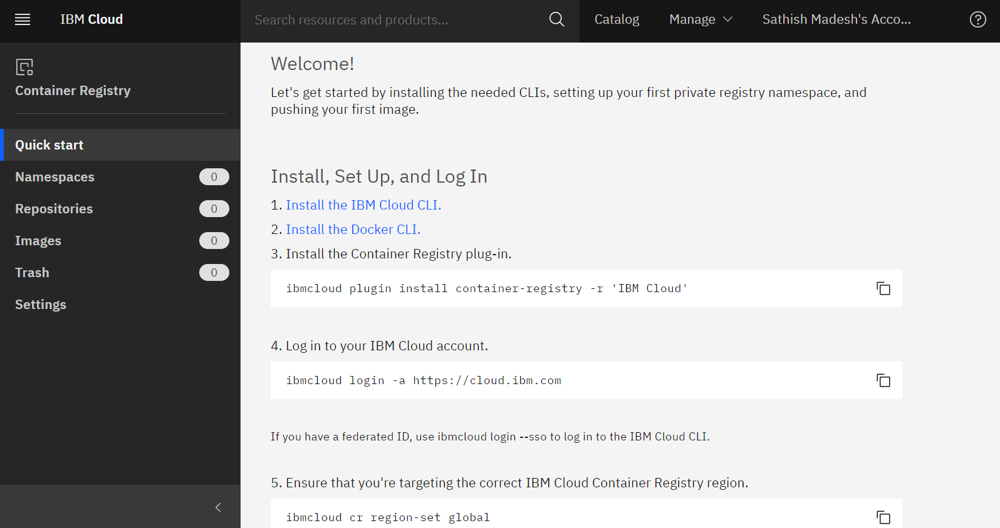 IBM Cloud
Search resources and products...
Catalog
Manage
Sathish Madesh's Acco...
Container Registry
Quick start
Namespaces 0
Repositories 0
Images 0
Trash 0
Settings
Welcome!
Let's get started by installing the needed CLIs, setting up your first private registry namespace, and
pushing your first image.
Install, Set Up, and Log In
1. Install the IBM Cloud CLI.
2. Install the Docker CLI.
3. Install the Container Registry plug-in.
ibmcloud plugin install container-registry -r 'IBM Cloud'
4. Log in to your IBM Cloud account.
ibmcloud login -a https://cloud.ibm.com
If you have a federated ID, use ibmcloud login --sso to log in to the IBM Cloud CLI.
5. Ensure that you're targeting the correct IBM Cloud Container Registry region.
ibmcloud cr region-set global